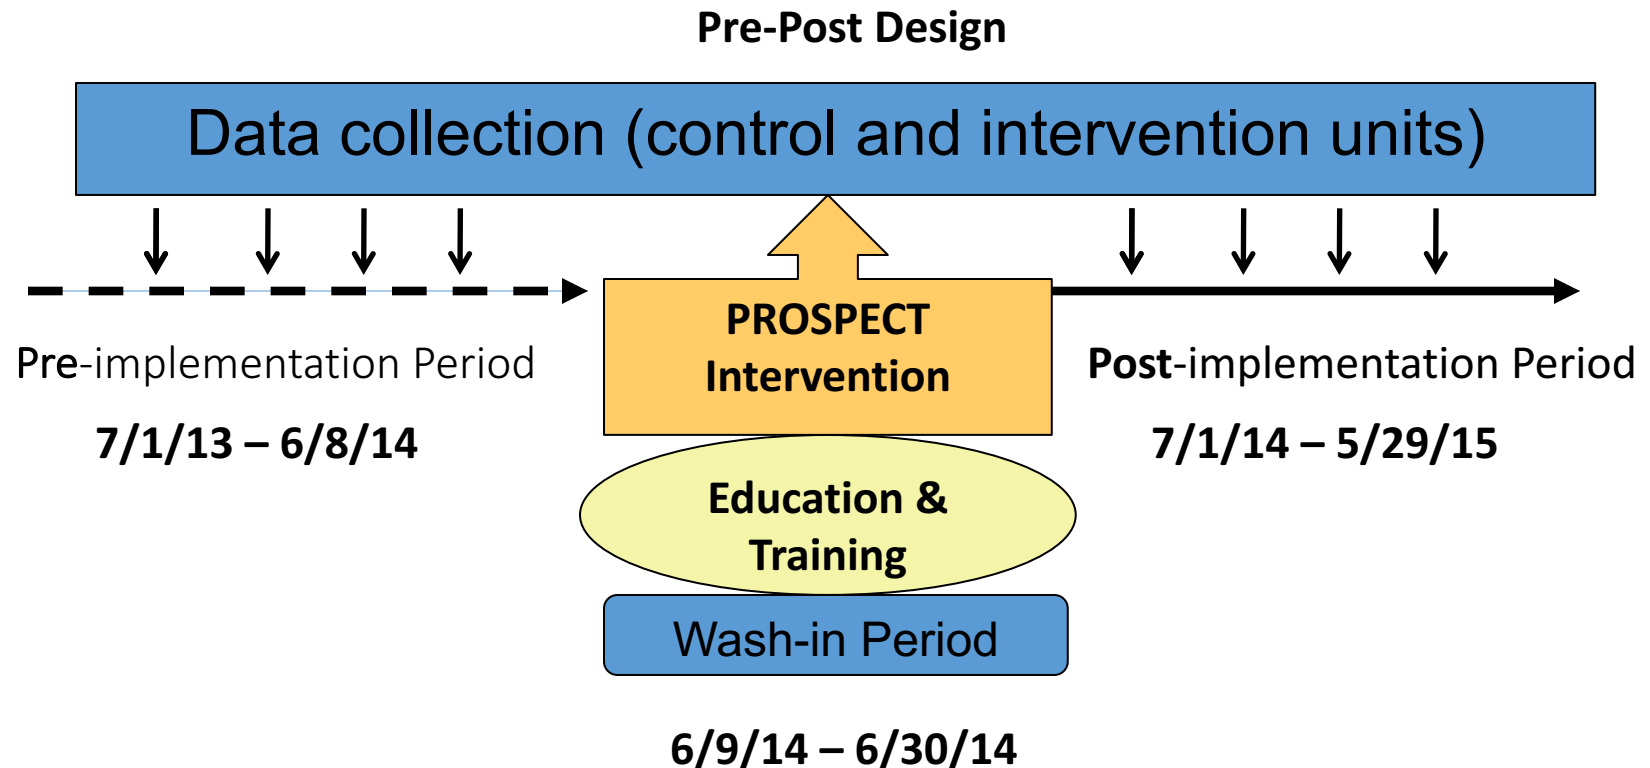 Pre-Post Design
Data collection (control and intervention units)
PROSPECT
Intervention
Pre-implementation Period
Post-implementation Period
7/1/13 – 6/8/14
7/1/14 – 5/29/15
Education &
Training
Wash-in Period
6/9/14 – 6/30/14